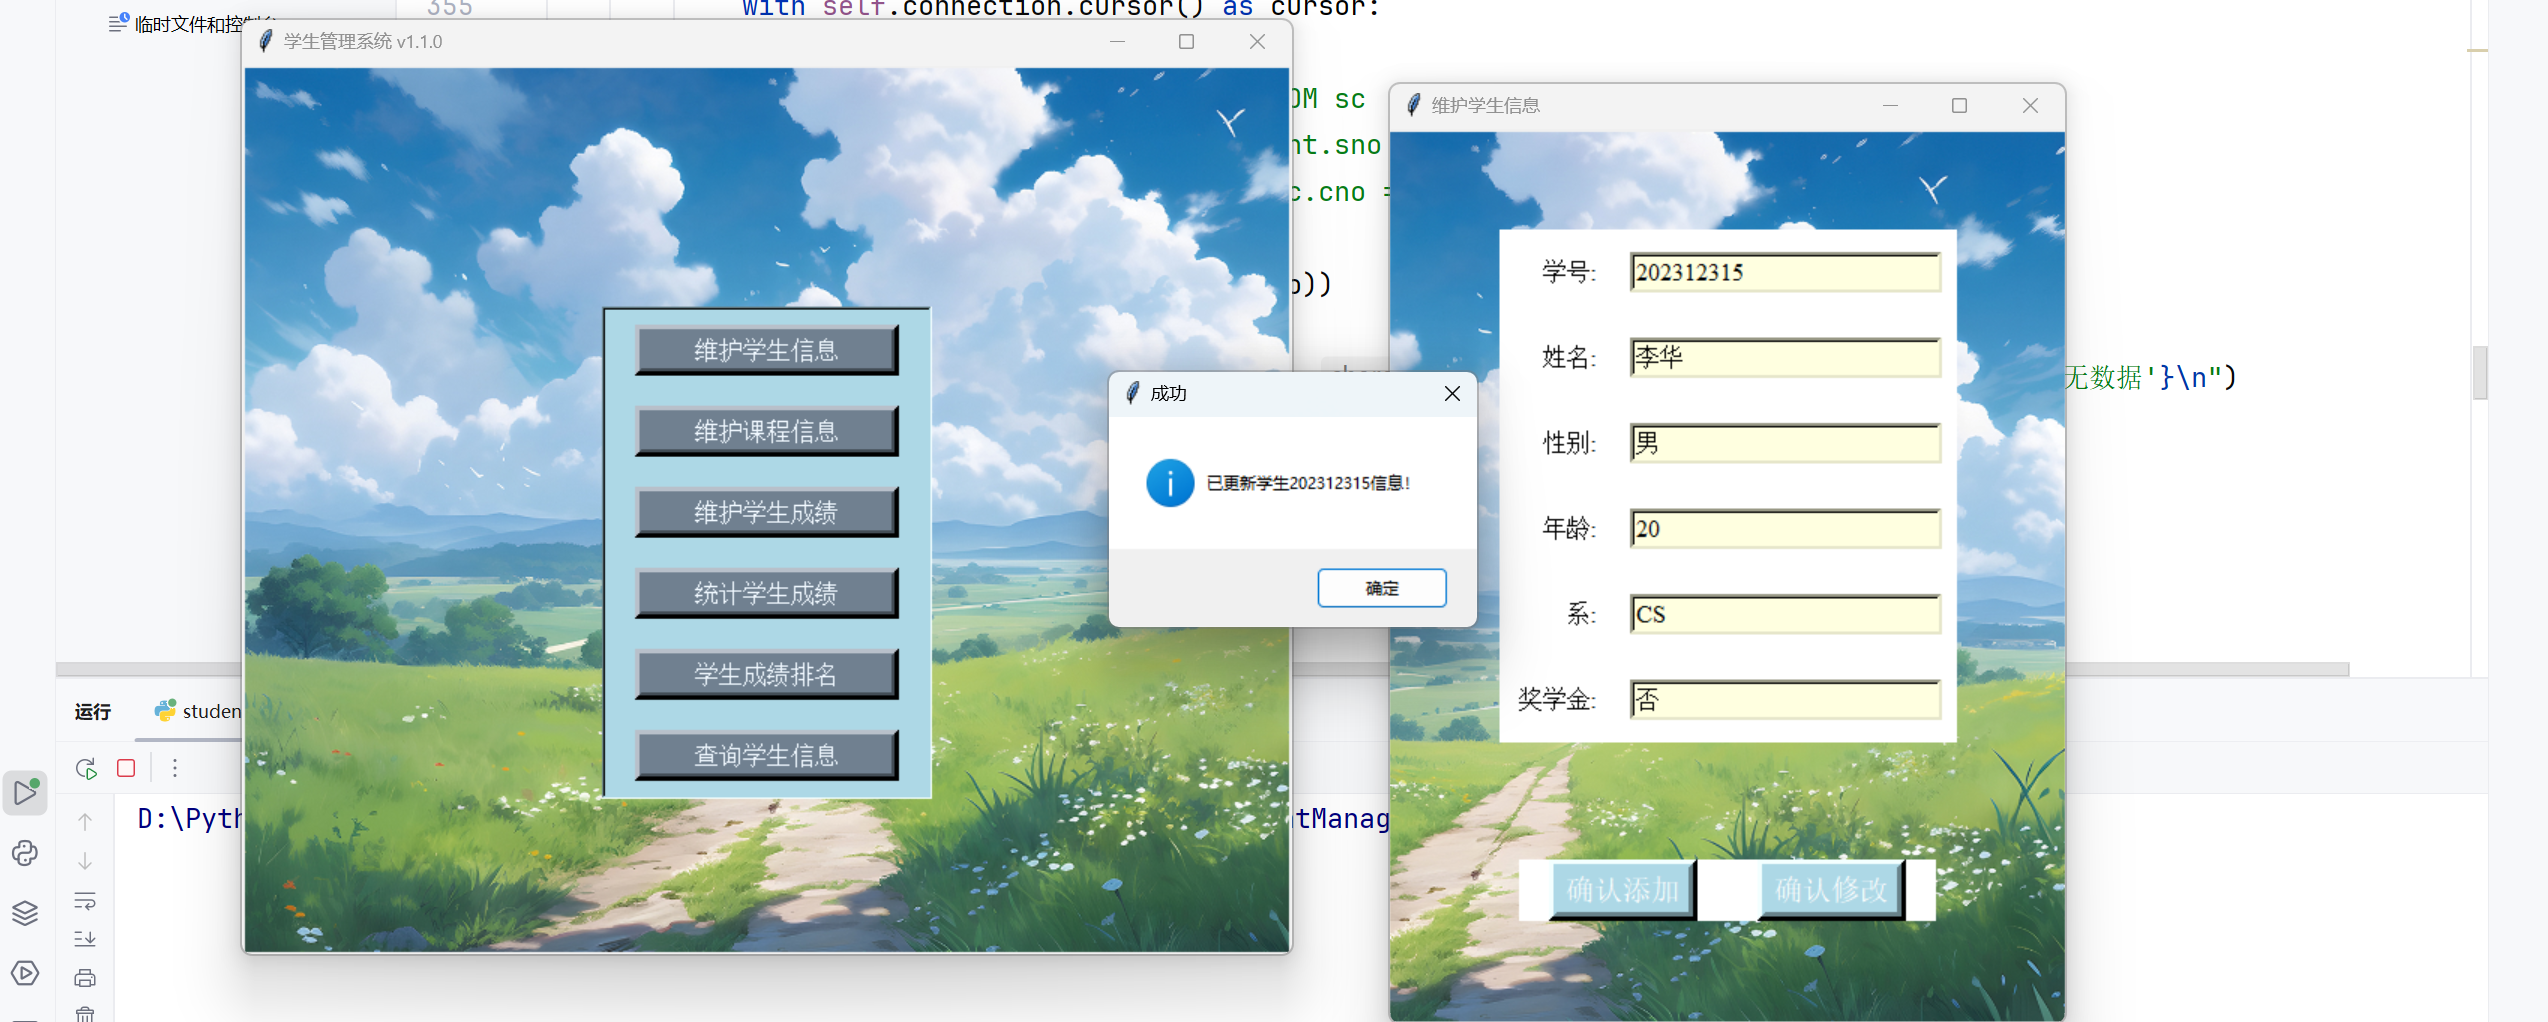 355
with self.connection.cursor() as cursor:
临时文件和控制
学生管理系统 v1.1.0
OM sc
维护学生信息
nt.sno
c.cno =
o))
无数据'}\n")
维护学生信息
维护课程信息
维护学生成绩
统计学生成绩
学生成绩排名
查询学生信息
成功
已更新学生202312315信息!
确定
学号: 202312315
姓名: 李华
性别: 男
年龄: 20
系: CS
奖学金: 否
确认添加 确认修改
运行
studen
D:\Pyth
tManag